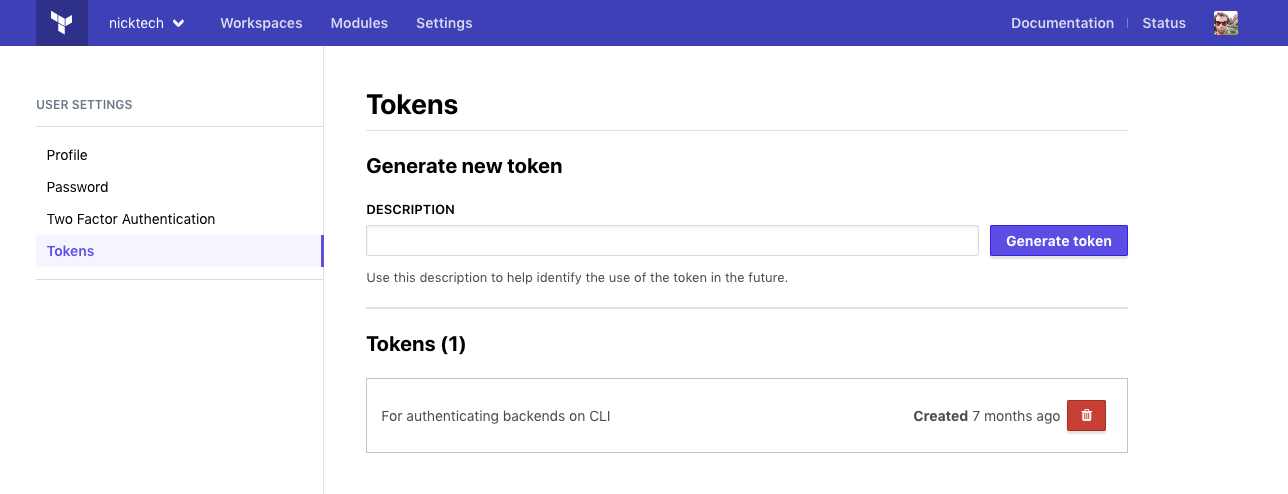 nicktech Workspaces Modules Settings Documentation Status
USER SETTINGS
Profile
Password
Two Factor Authentication
Tokens
Tokens
Generate new token
DESCRIPTION
Generate token
Use this description to help identify the use of the token in the future.
Tokens (1)
For authenticating backends on CLI Created 7 months ago